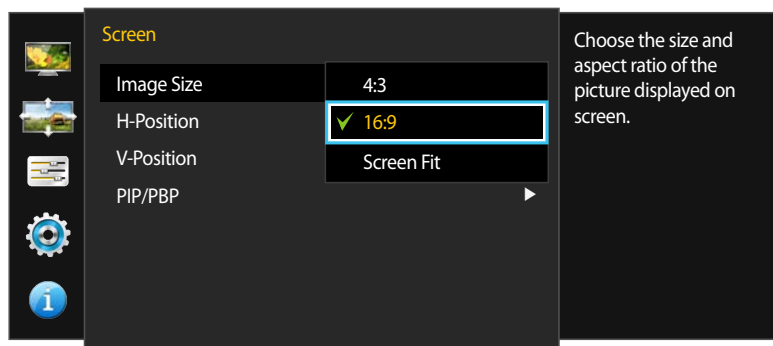 Screen
Image Size
4:3
H-Position
16:9
V-Position
Screen Fit
PIP/PBP
Choose the size and
aspect ratio of the
picture displayed on
screen.